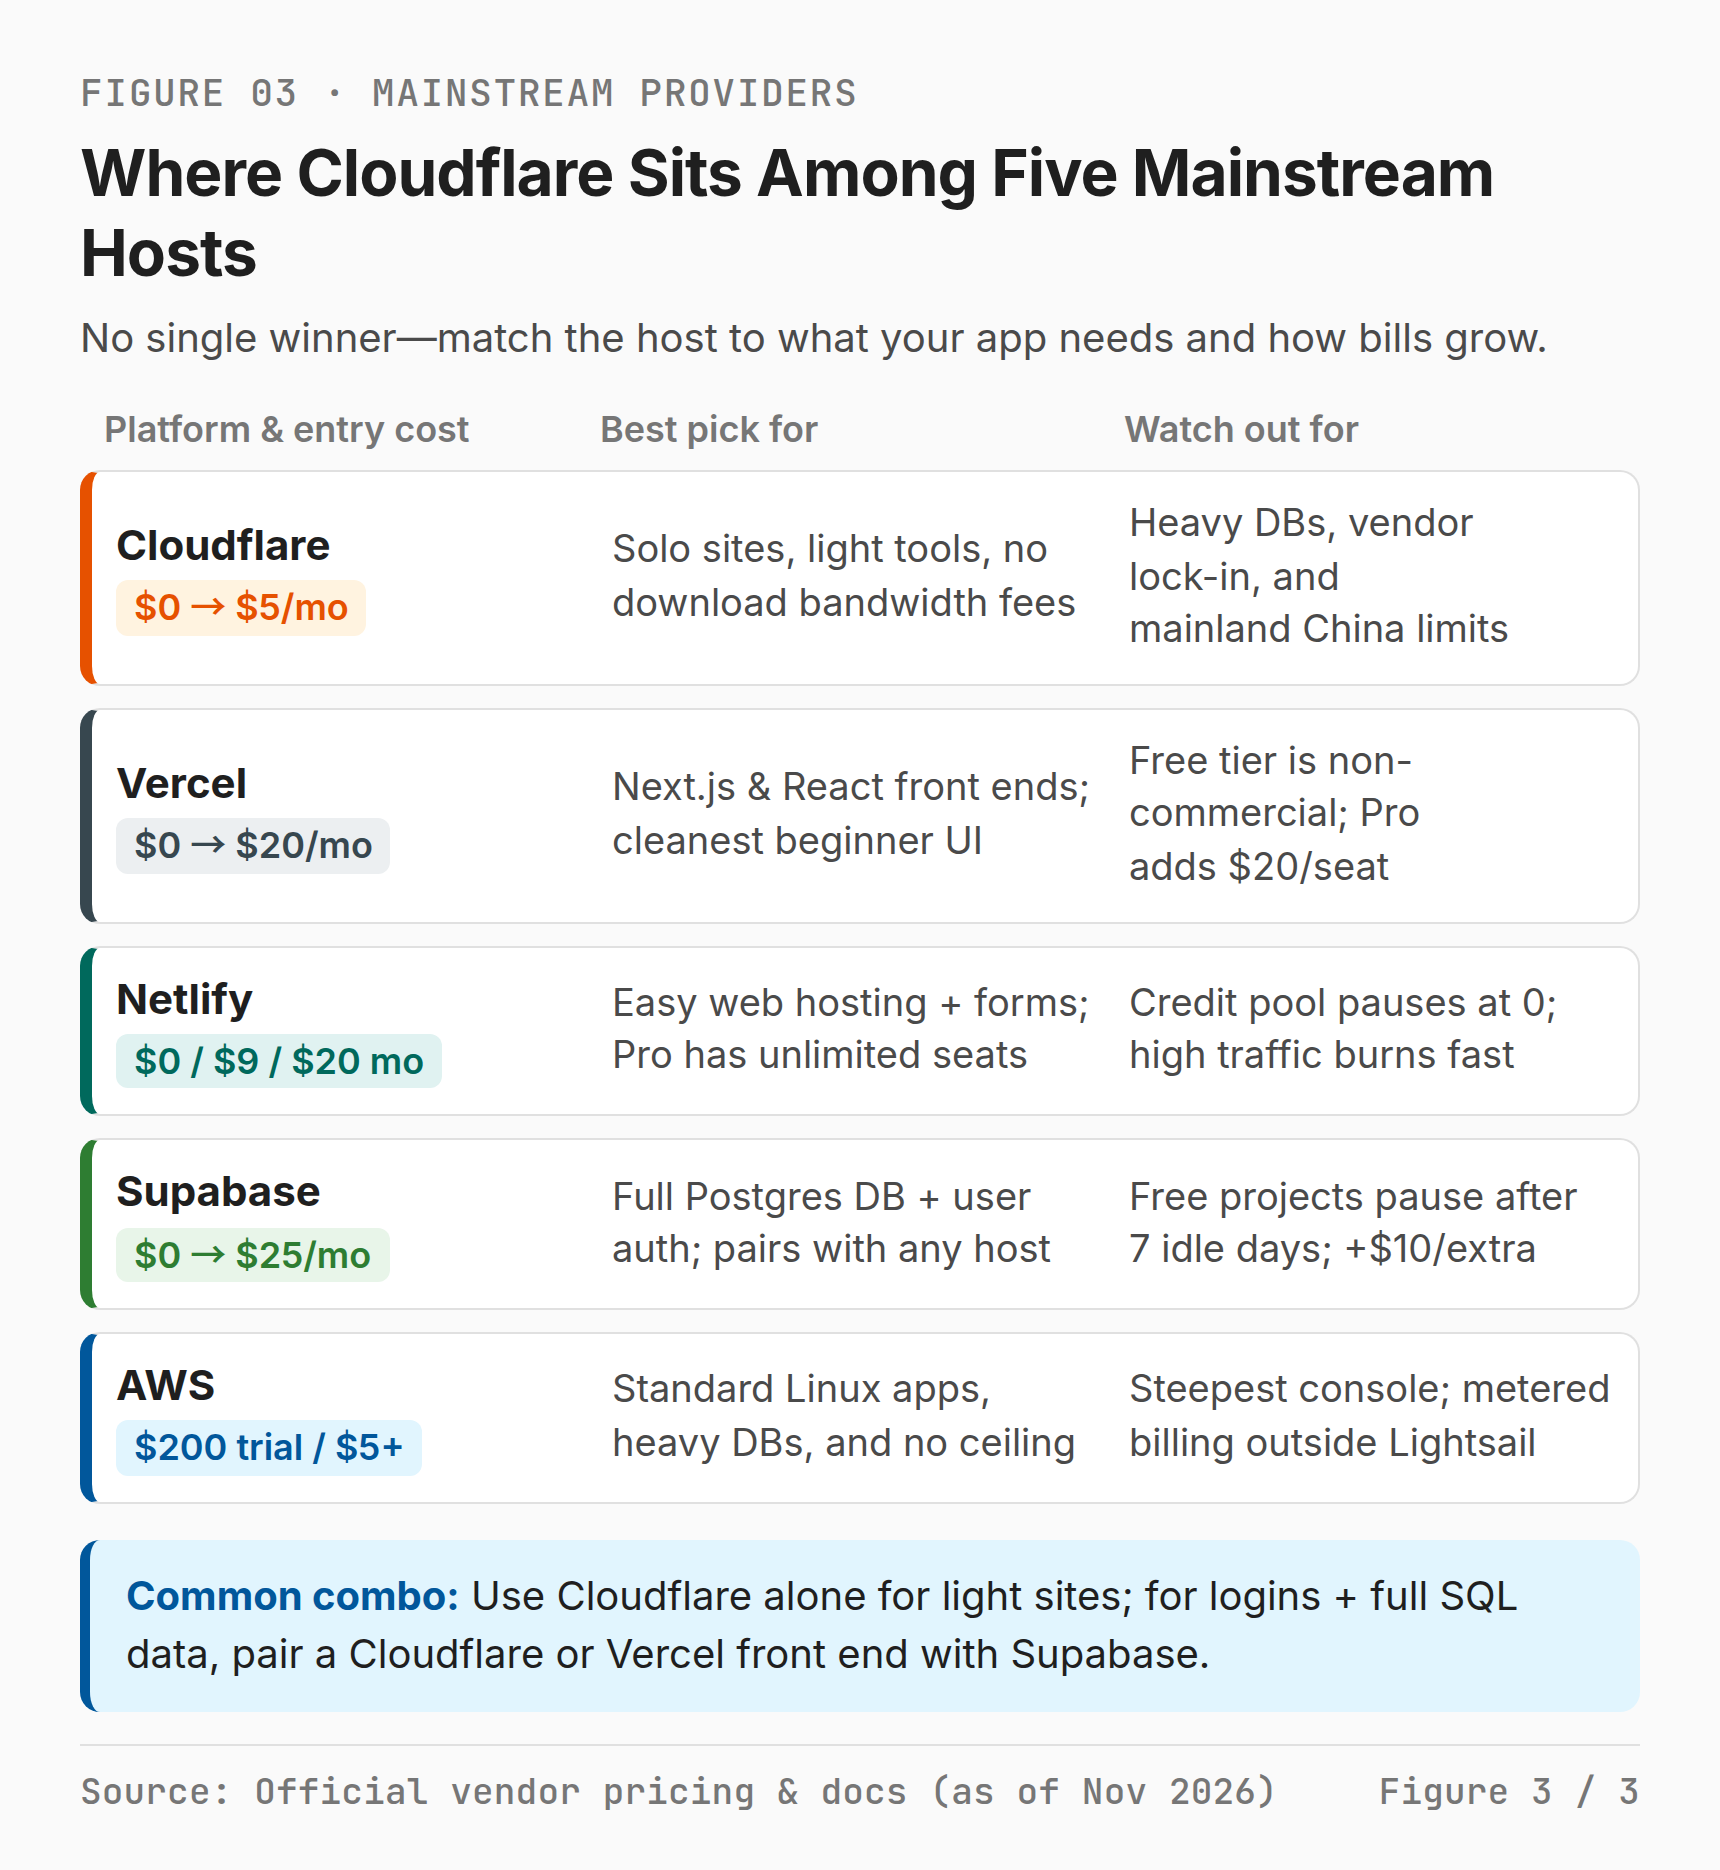 FIGURE 03 · MAINSTREAM PROVIDERS
Where Cloudflare Sits Among Five Mainstream
Hosts
No single winner—match the host to what your app needs and how bills grow.
Platform & entry cost
Best pick for
Watch out for
Cloudflare
$0 → $5/mo
Solo sites, light tools, no
download bandwidth fees
Heavy DBs, vendor
lock-in, and
mainland China limits
Vercel
$0 → $20/mo
Next.js & React front ends;
cleanest beginner UI
Free tier is non-
commercial; Pro
adds $20/seat
Netlify
$0 / $9 / $20 mo
Easy web hosting + forms;
Pro has unlimited seats
Credit pool pauses at 0;
high traffic burns fast
Supabase
$0 → $25/mo
Full Postgres DB + user
auth; pairs with any host
Free projects pause after
7 idle days; +$10/extra
AWS
$200 trial / $5+
Standard Linux apps,
heavy DBs, and no ceiling
Steepest console; metered
billing outside Lightsail
Common combo: Use Cloudflare alone for light sites; for logins + full SQL
data, pair a Cloudflare or Vercel front end with Supabase.
Source: Official vendor pricing & docs (as of Nov 2026)
Figure 3 / 3